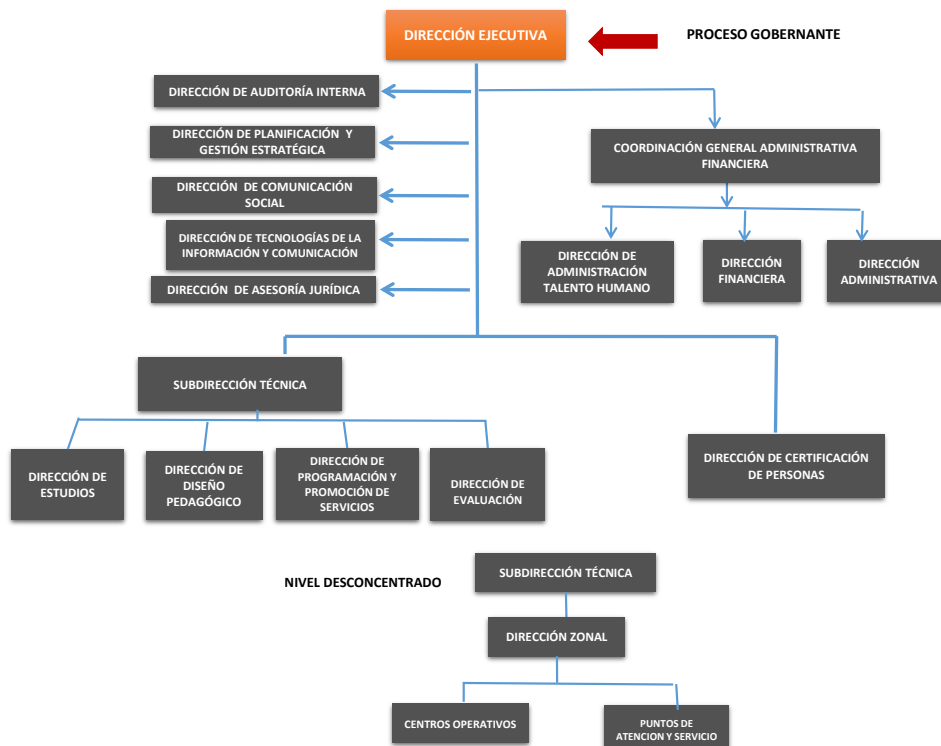 DIRECCIÓN EJECUTIVA
PROCESO GOBERNANTE
DIRECCIÓN DE AUDITORÍA INTERNA
DIRECCIÓN DE PLANIFICACIÓN Y
GESTIÓN ESTRATÉGICA
COORDINACIÓN GENERAL ADMINISTRATIVA
FINANCIERA
DIRECCIÓN DE COMUNICACIÓN
SOCIAL
DIRECCIÓN DE TECNOLOGÍAS DE LA
INFORMACIÓN Y COMUNICACIÓN
DIRECCIÓN DE ASESORÍA JURÍDICA
DIRECCIÓN DE
ADMINISTRACIÓN
TALENTO HUMANO
DIRECCIÓN
FINANCIERA
DIRECCIÓN
ADMINISTRATIVA
SUBDIRECCIÓN TÉCNICA
DIRECCIÓN DE
ESTUDIOS
DIRECCIÓN DE
DISEÑO
PEDAGÓGICO
DIRECCIÓN DE
PROGRAMACIÓN Y
PROMOCIÓN DE
SERVICIOS
DIRECCIÓN DE
EVALUACIÓN
DIRECCIÓN DE CERTIFICACIÓN
DE PERSONAS
NIVEL DESCONCENTRADO
SUBDIRECCIÓN TÉCNICA
DIRECCIÓN ZONAL
CENTROS OPERATIVOS
PUNTOS DE
ATENCION Y SERVICIO